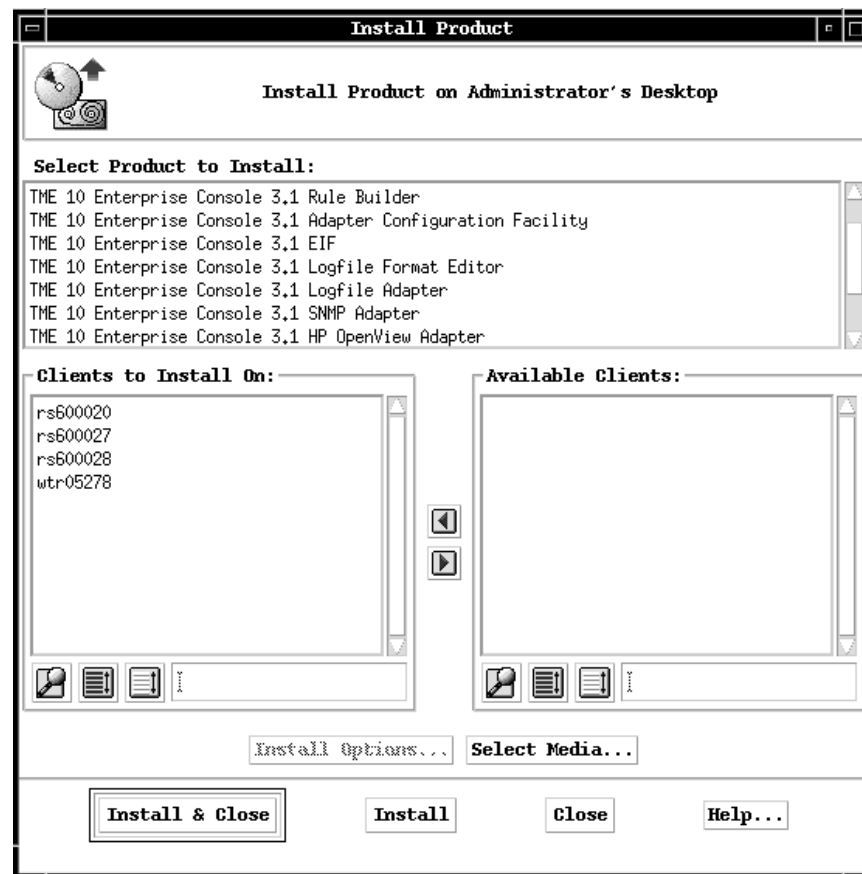 Install Product
Install Product on Administrator's Desktop
Select Product to Install:
TME 10 Enterprise Console 3.1 Rule Builder
TME 10 Enterprise Console 3.1 Adapter Configuration Facility
TME 10 Enterprise Console 3.1 EIF
TME 10 Enterprise Console 3.1 Logfile Format Editor
TME 10 Enterprise Console 3.1 Logfile Adapter
TME 10 Enterprise Console 3.1 SNMP Adapter
TME 10 Enterprise Console 3.1 HP OpenView Adapter
Clients to Install On:
rs600020
rs600027
rs600028
wtr05278
Available Clients:
Install Options...
Select Media...
Install & Close
Install
Close
Help...